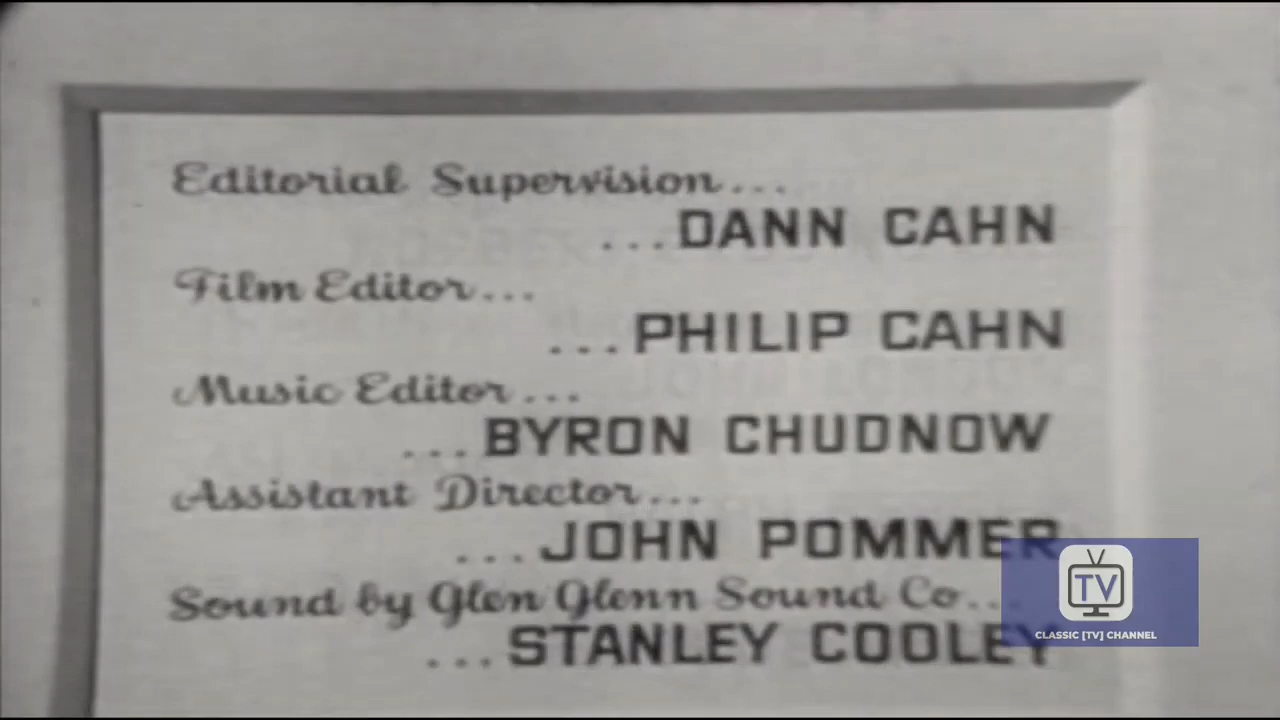 Editorial Supervision...
...DANN CAHN
Film Editor...
...PHILIP CAHN
Music Editor...
...BYRON CHUDNOW
Assistant Director...
...JOHN POMMER
Sound by Glen Glenn Sound Co...
...STANLEY COOLEY
TV
CLASSIC [TV] CHANNEL